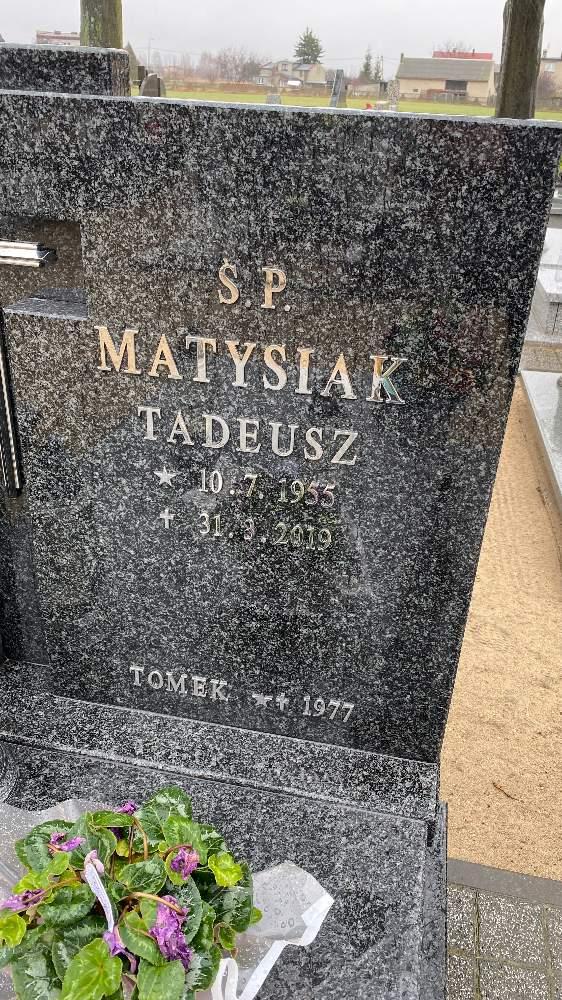 Ś.P.
MATYSIAK
TADEUSZ
★ 10.7.1955
✝ 31.3.2019
TOMEK ★✝ 1977